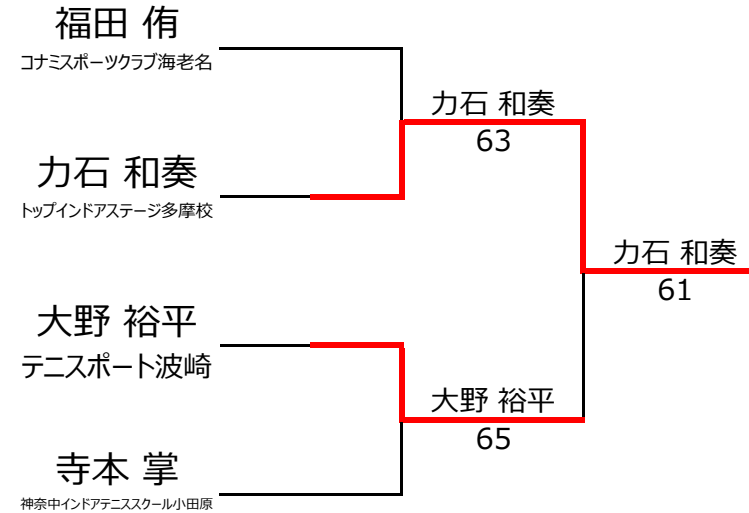 福田 侑
コナミスポーツクラブ海老名
力石 和奏
63
力石 和奏
トップインドアステージ多摩校
力石 和奏
61
大野 裕平
テニスポート波崎
大野 裕平
65
寺本 掌
神奈中インドアテニススクール小田原